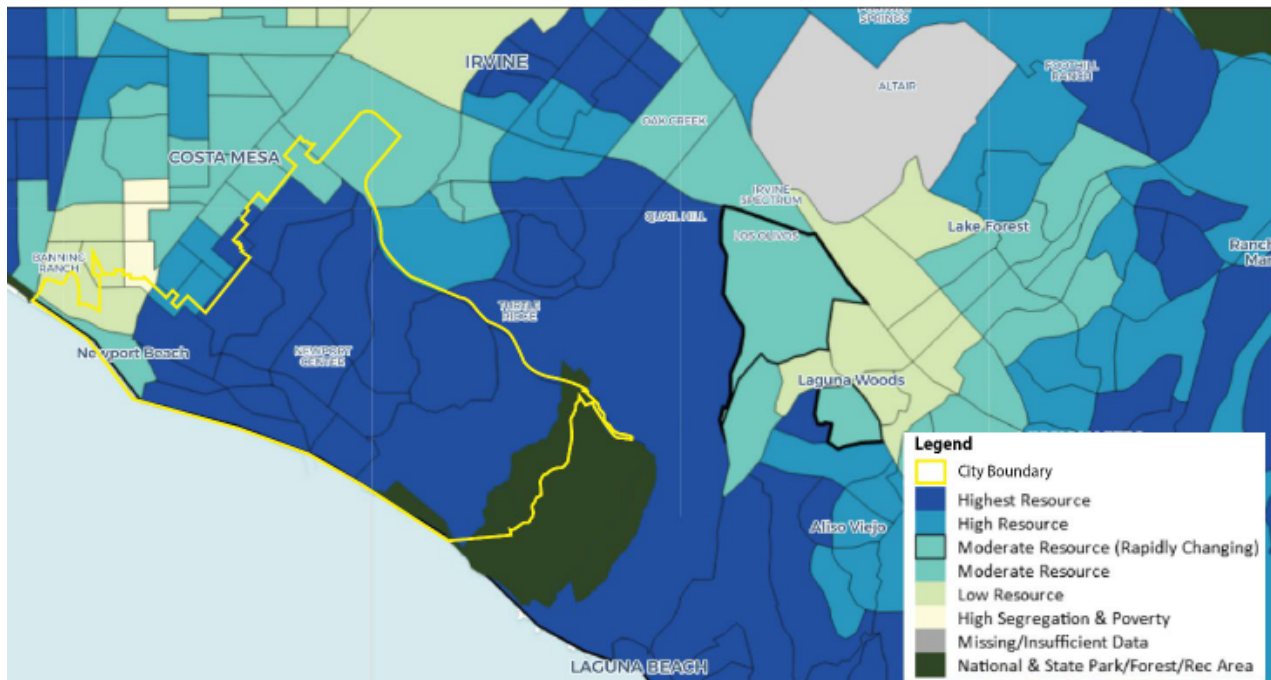 SPRINGS
IRVINE
ALTAIR
FOOTHILL
RANCH
OAK CREEK
COSTA MESA
IRVINE
SPECTRUM
QUAIL HILL
LOS OLIVOS
Lake Forest
BANNING
RANCH
TURTLE
RIDGE
Newport Beach
NEWPORT
CENTER
Laguna Woods
Aliso Viejo
LAGUNA BEACH
Legend
City Boundary
Highest Resource
High Resource
Moderate Resource (Rapidly Changing)
Moderate Resource
Low Resource
High Segregation & Poverty
Missing/Insufficient Data
National & State Park/Forest/Rec Area